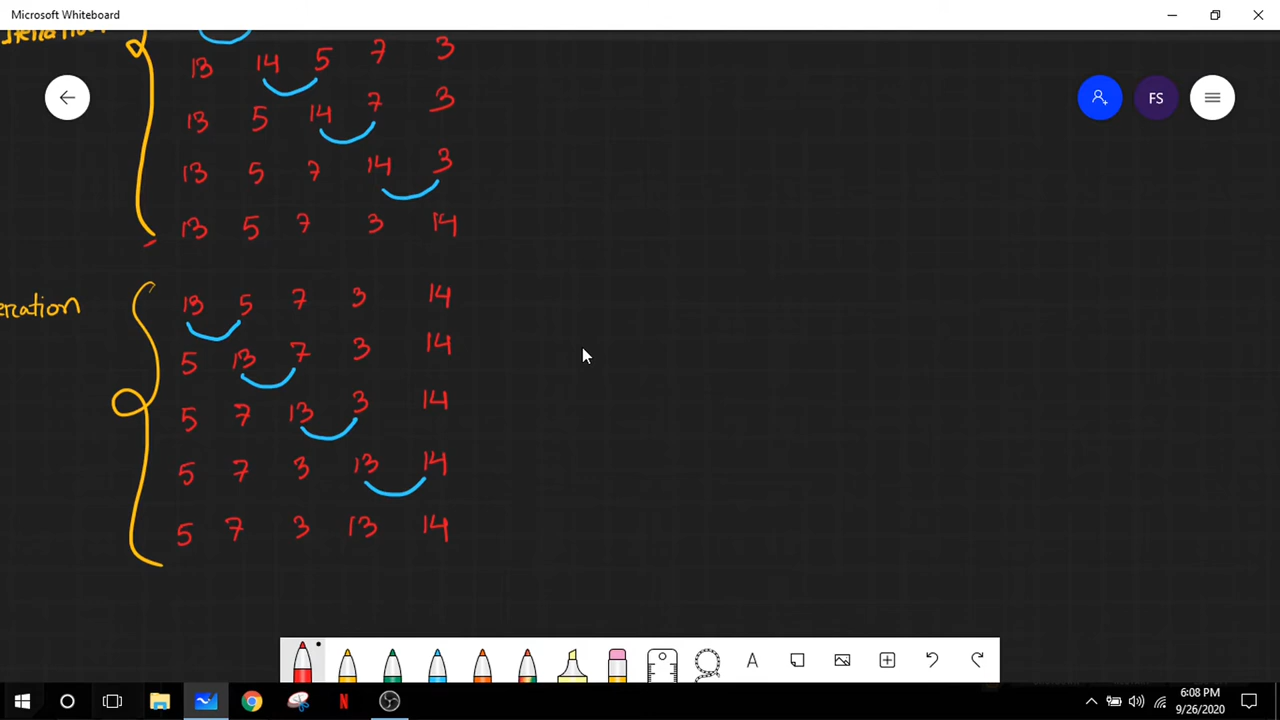 Microsoft Whiteboard
Iteration
13 14 5 7 3
13 5 14 7 3
13 5 7 14 3
13 5 7 3 14
eration
13 5 7 3 14
5 13 7 3 14
5 7 13 3 14
5 7 3 13 14
5 7 3 13 14
FS
A
N
6:08 PM
9/26/2020